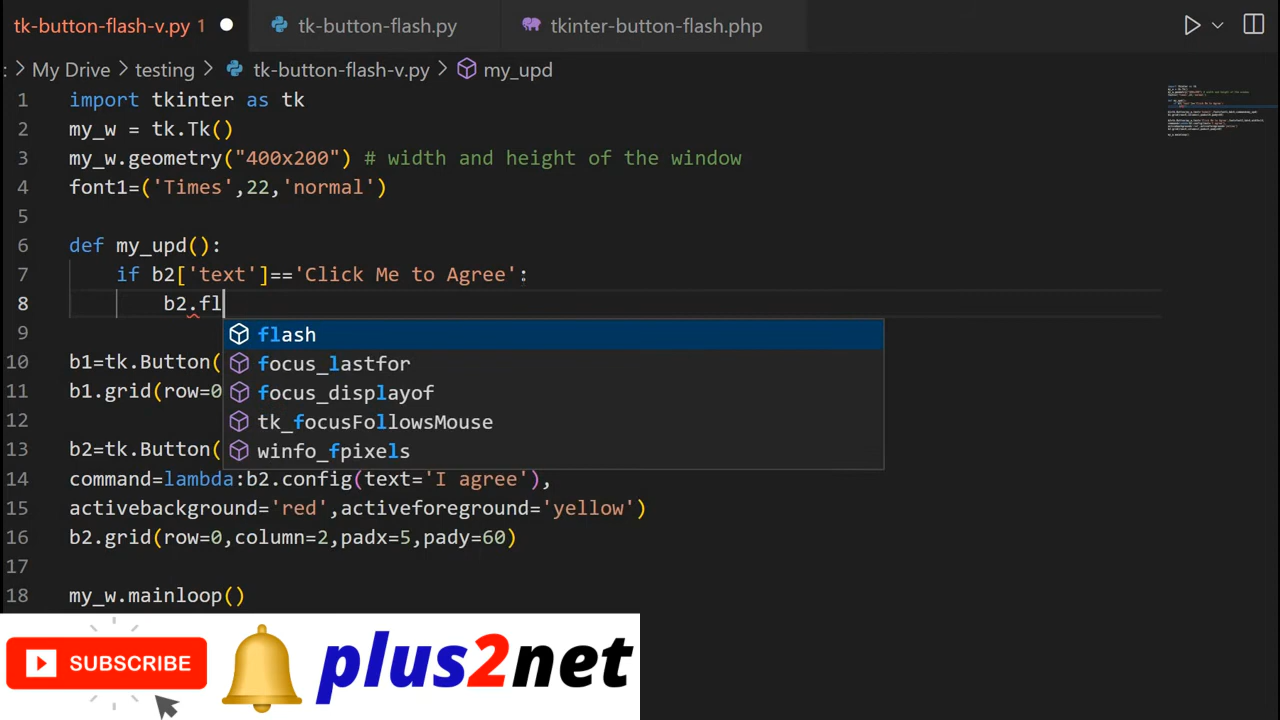 tk-button-flash-v.py 1
tk-button-flash.py
tkinter-button-flash.php
: > My Drive > testing > tk-button-flash-v.py > my_upd
1 import tkinter as tk
2 my_w = tk.Tk()
3 my_w.geometry("400x200") # width and height of the window
4 font1=('Times',22,'normal')
5
6 def my_upd():
7 if b2['text']=='Click Me to Agree':
8 b2.fl
flash
focus_lastfor
focus_displayof
tk_focusFollowsMouse
winfo_fpixels
9
10 b1=tk.Button(
11 b1.grid(row=0
12
13 b2=tk.Button(
14 command=lambda:b2.config(text='I agree'),
15 activebackground='red',activeforeground='yellow')
16 b2.grid(row=0,column=2,padx=5,pady=60)
17
18 my_w.mainloop()
SUBSCRIBE
plus2net